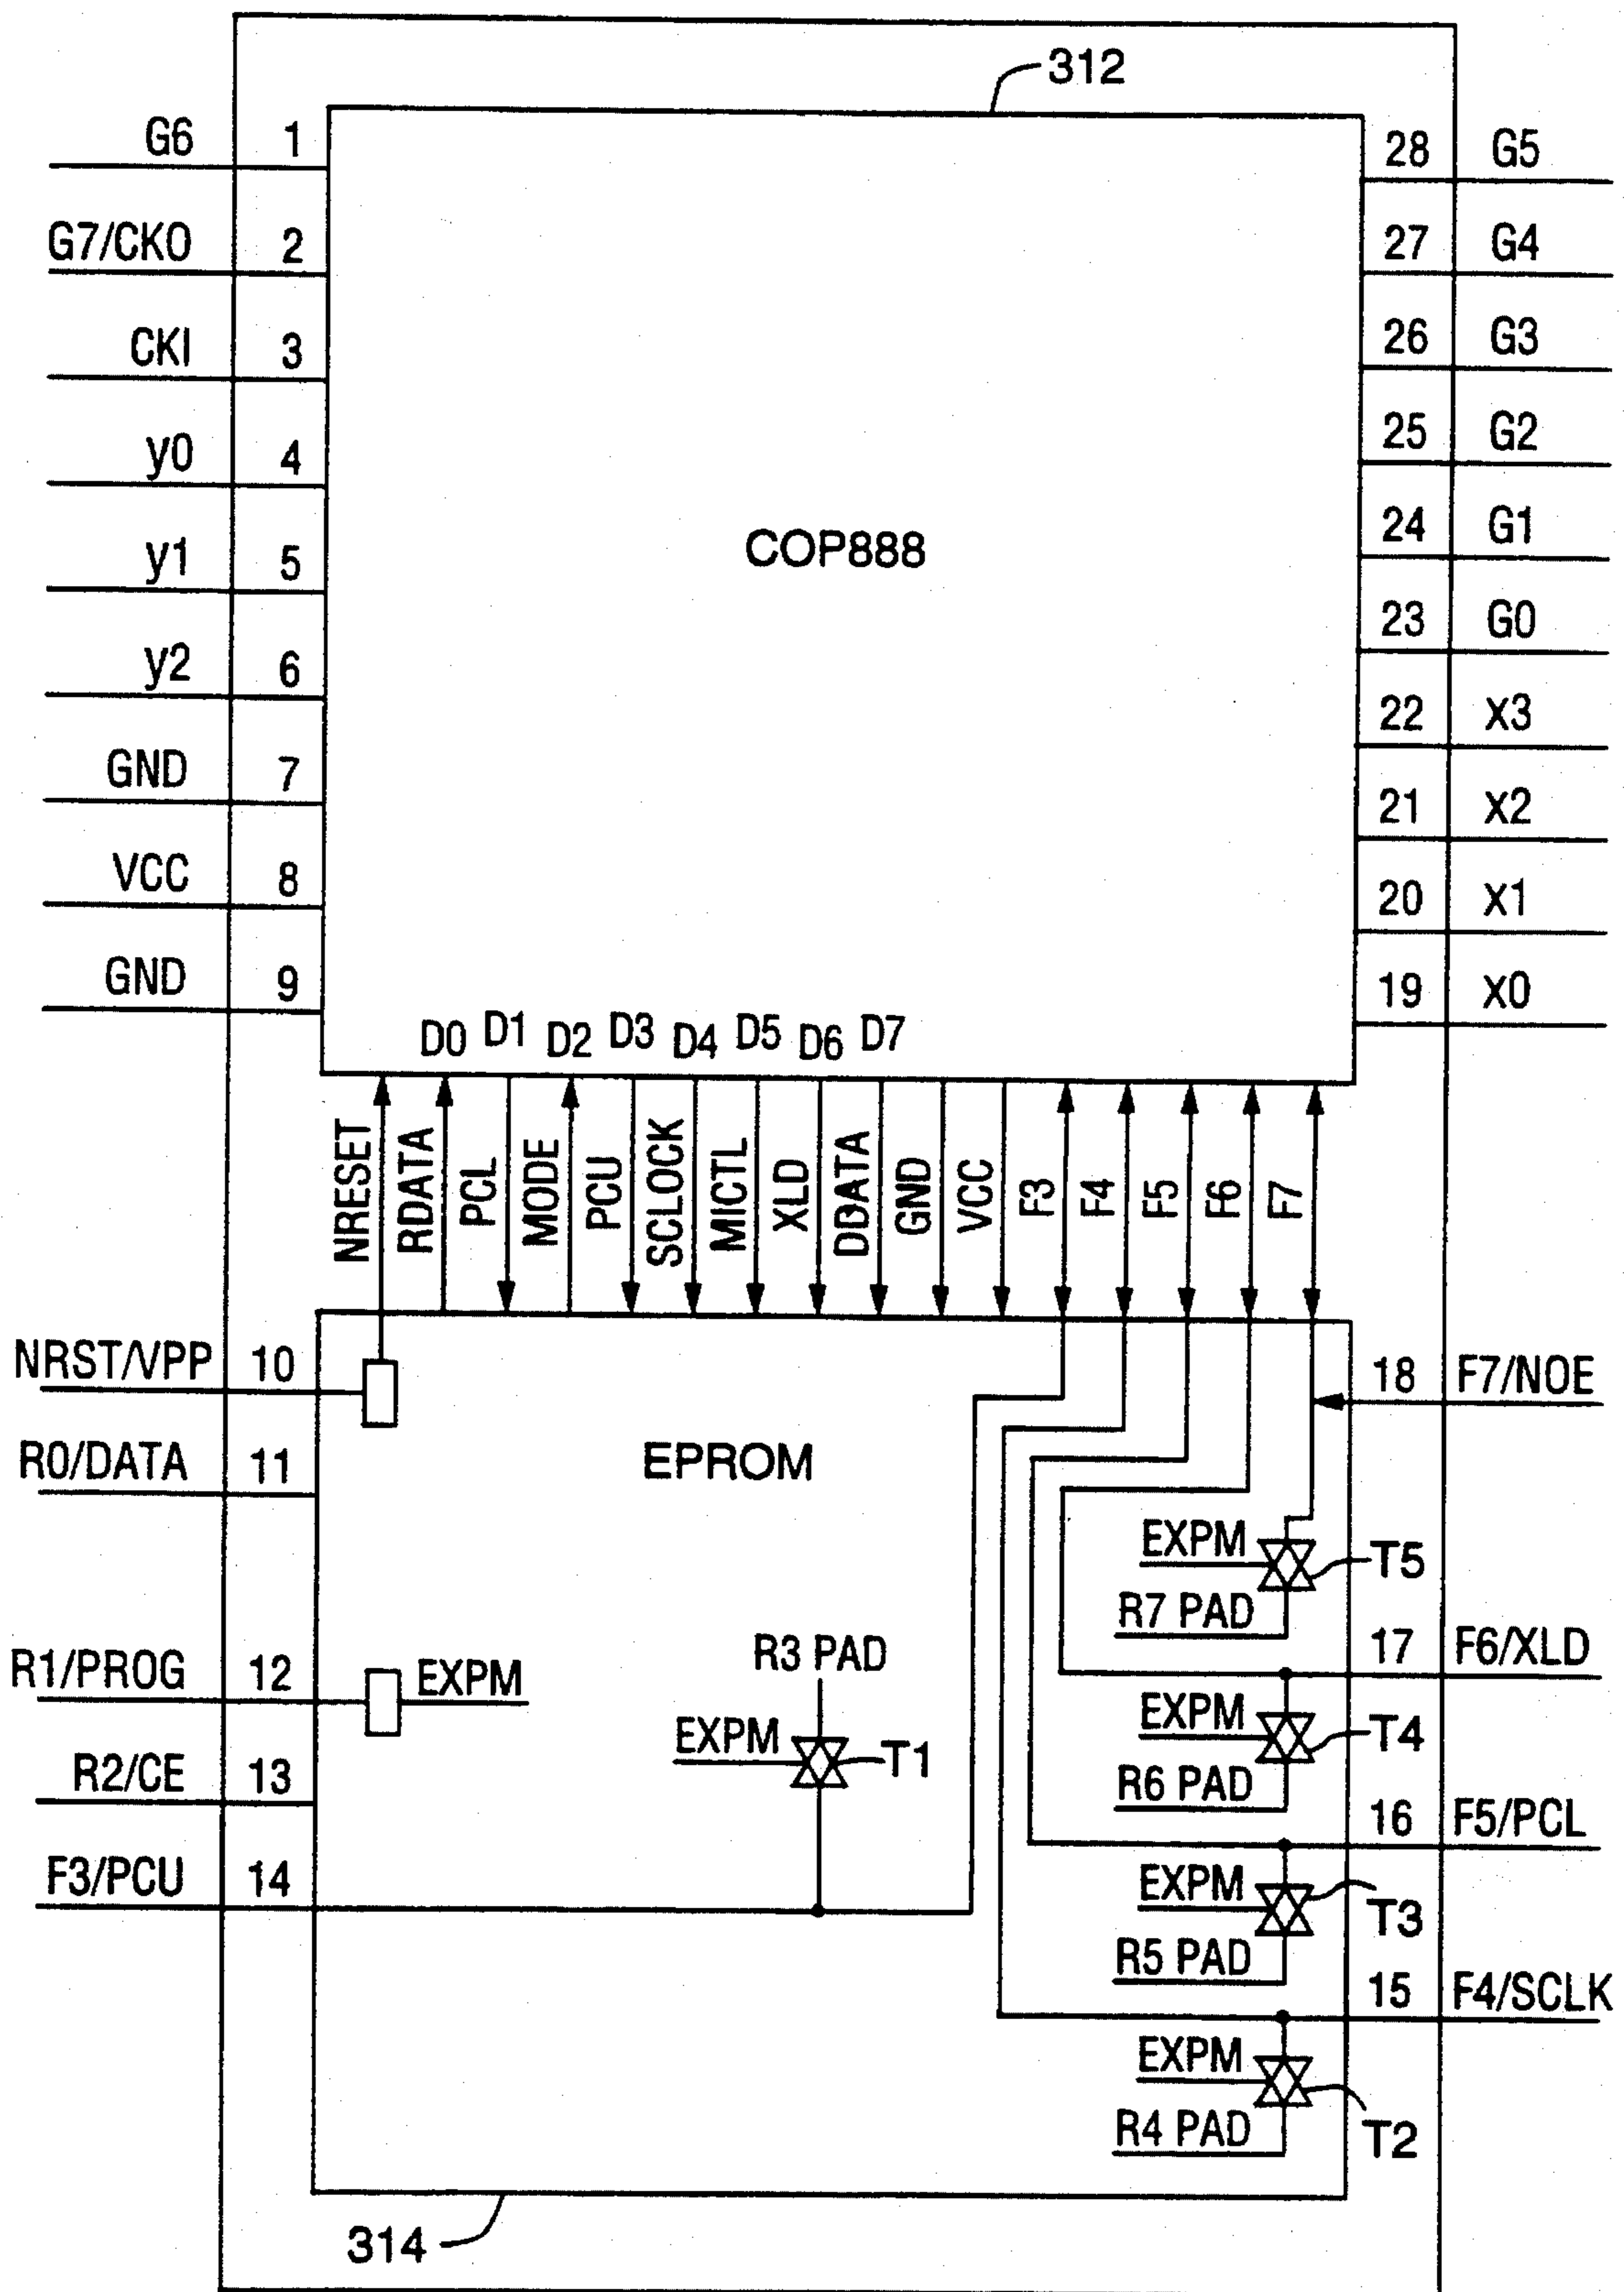 312
G6 1
28 G5
G7/CKO 2
27 G4
CKI 3
26 G3
y0 4
25 G2
y1 5
COP888
24 G1
y2 6
23 G0
GND 7
22 x3
VCC 8
21 x2
20 x1
GND 9
19 x0
D0 D1 D2 D3 D4 D5 D6 D7
NRESET
RDATA
PCL
MODE
PCU
SCLOCK
MICTL
XLD
DDATA
GND
VCC
F3
F4
F5
F6
F7
NRST/VPP 10
18 F7/NOE
R0/DATA 11
EPROM
EXPM T5
R7 PAD
R1/PROG 12 EXPM
R3 PAD
17 F6/XLD
EXPM T1
EXPM T4
R2/CE 13
R6 PAD
16 F5/PCL
F3/PCU 14
EXPM T3
R5 PAD
15 F4/SCLK
EXPM
R4 PAD T2
314